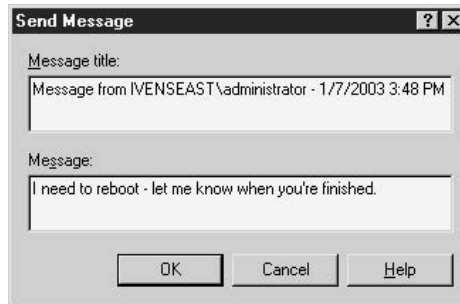 Send Message
Message title:
Message from IVENSEAST\administrator - 1/7/2003 3:48 PM
Message:
I need to reboot - let me know when you're finished.
OK Cancel Help